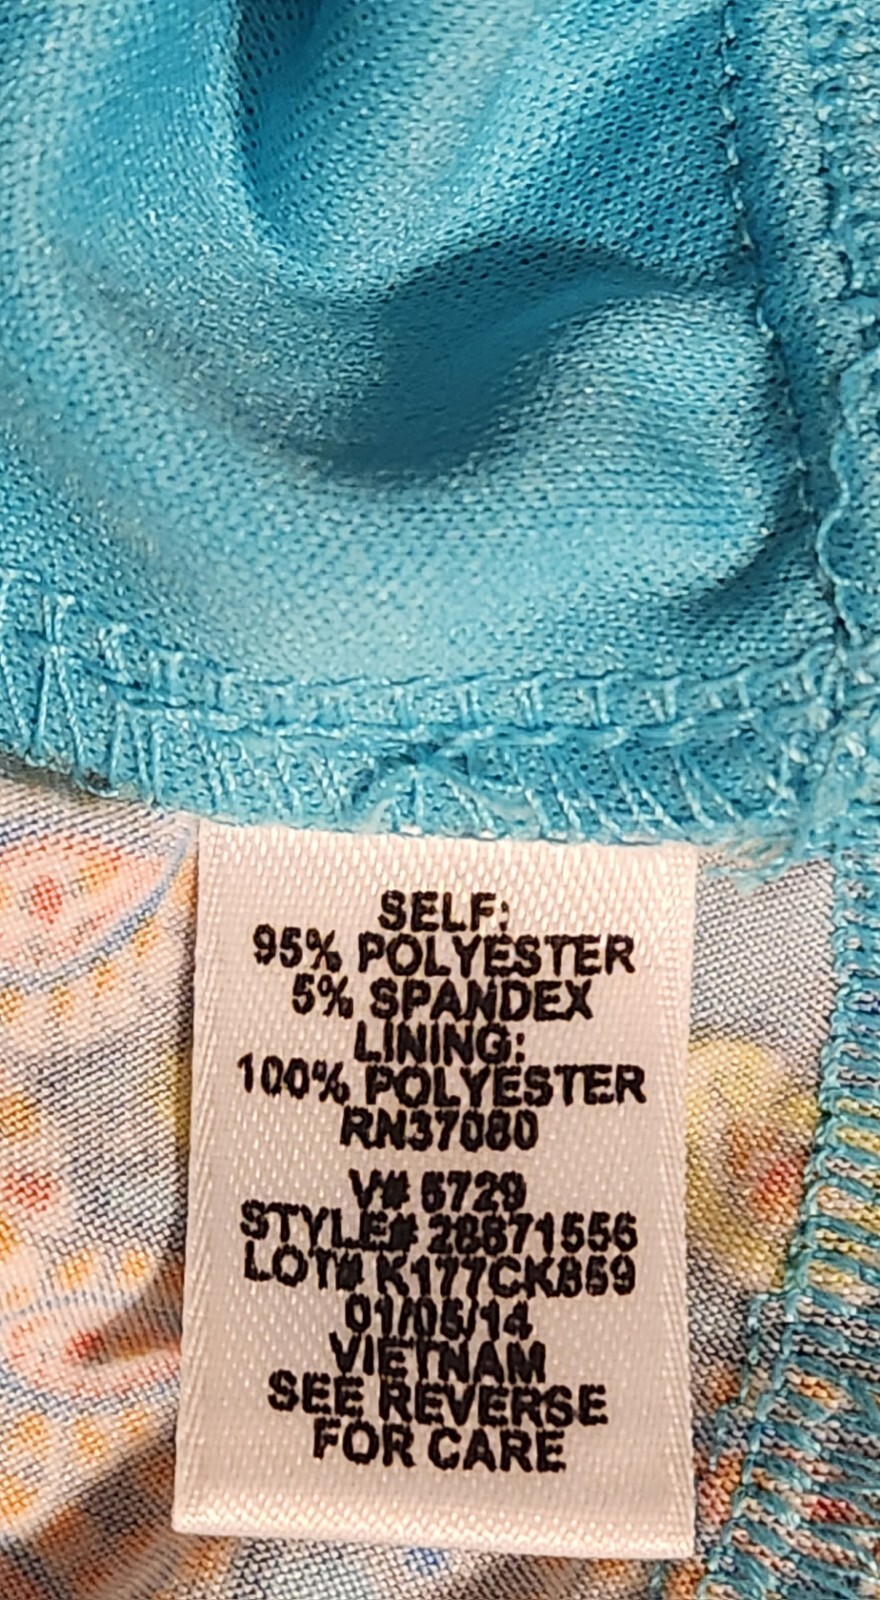 SELF:
95% POLYESTER
5% SPANDEX
LINING:
100% POLYESTER
RN37080
V# 5729
STYLE# 28871556
LOT# K177CK859
01/05/14
VIETNAM
SEE REVERSE
FOR CARE